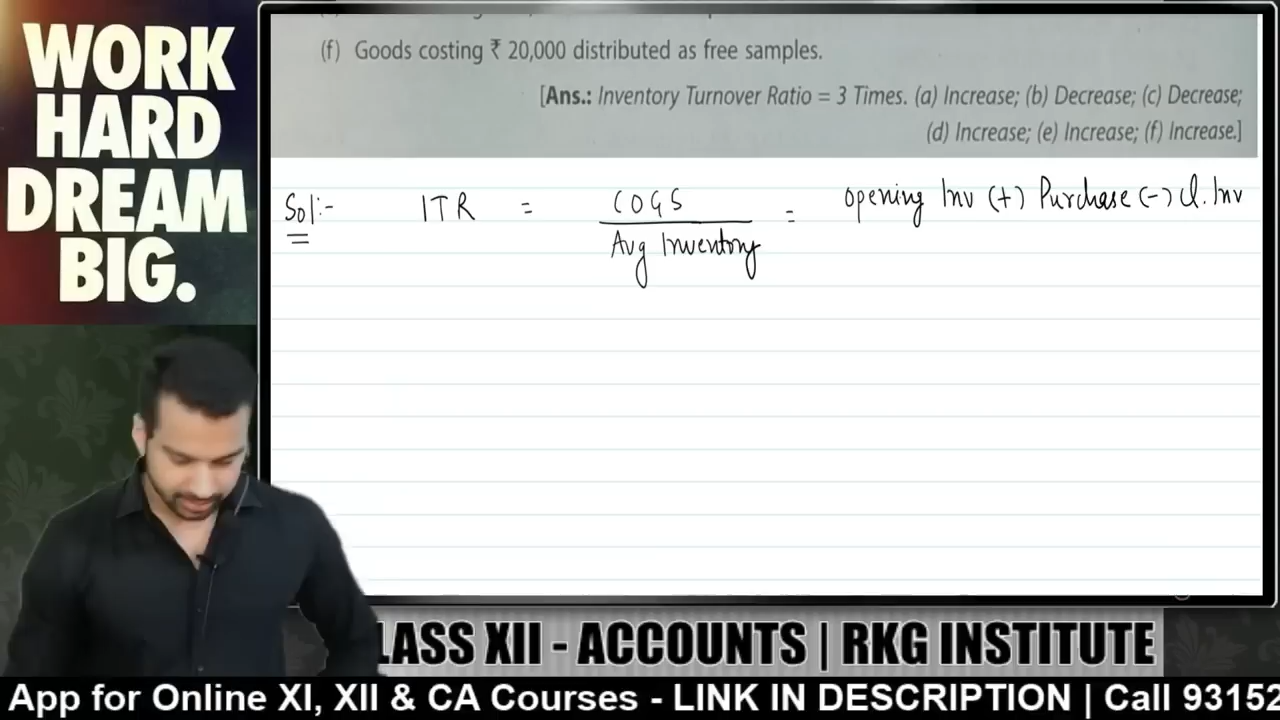 WORK
HARD
DREAM
BIG.
(f) Goods costing ₹ 20,000 distributed as free samples.
[Ans.: Inventory Turnover Ratio = 3 Times. (a) Increase; (b) Decrease; (c) Decrease;
(d) Increase; (e) Increase; (f) Increase.]
Sol:- ITR = COGS = opening Inv (+) Purchase (-) Cl. Inv
Avg Inventory
LASS XII - ACCOUNTS | RKG INSTITUTE
App for Online XI, XII & CA Courses - LINK IN DESCRIPTION | Call 93152